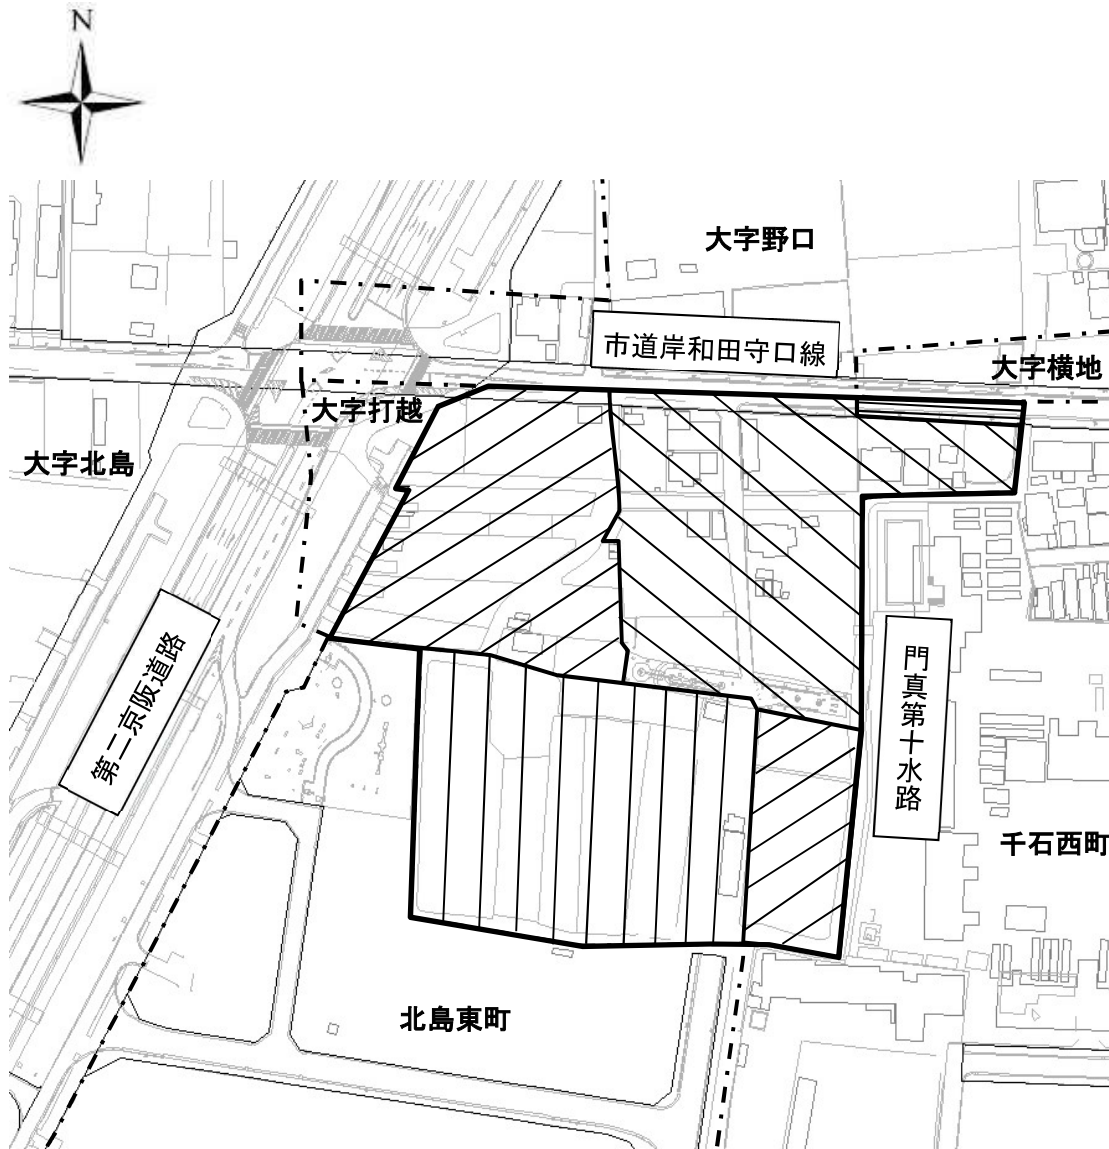 N
大字野口
市道岸和田守口線
大字横地
大字打越
大字北島
第二京阪道路
門真第十水路
千石西町
北島東町